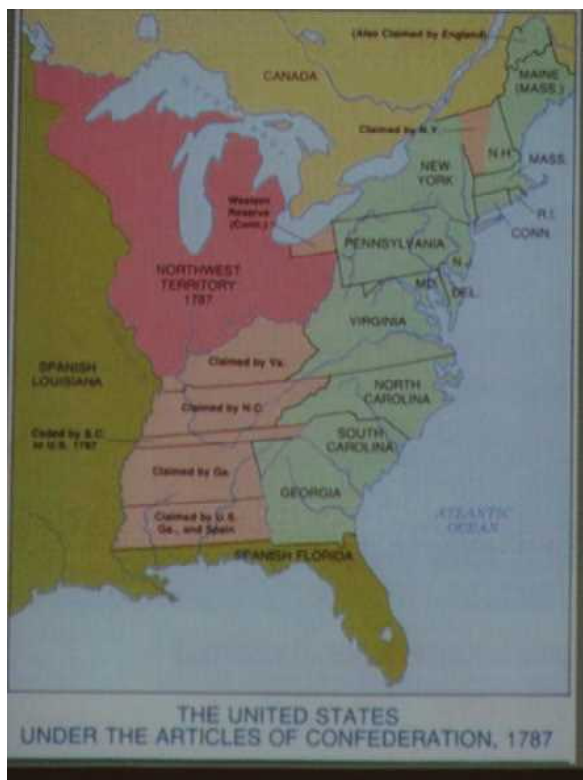 (Also Claimed by England)
CANADA
MAINE
(MASS.)
Claimed by N.Y.
N.H.
MASS.
NEW
YORK
Western
Reserve
(Conn.)
R.I.
CONN.
PENNSYLVANIA
N.J.
NORTHWEST
TERRITORY
1787
MD.
DEL.
VIRGINIA
Claimed by Va.
SPANISH
LOUISIANA
NORTH
CAROLINA
Claimed by N.C.
Ceded by S.C.
to U.S. 1787
SOUTH
CAROLINA
Claimed by Ga.
GEORGIA
Claimed by U.S.
Ga., and Spain
ATLANTIC
OCEAN
SPANISH FLORIDA
THE UNITED STATES
UNDER THE ARTICLES OF CONFEDERATION, 1787